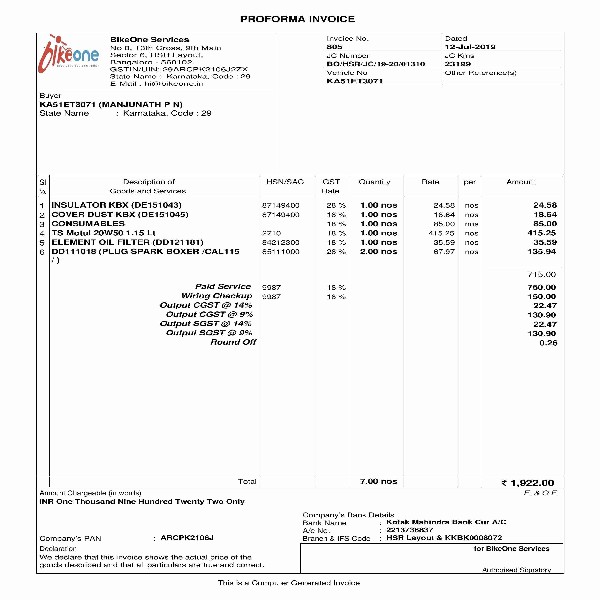 PROFORMA INVOICE
bikeone
BikeOne Services
No 8, 13th Cross, 9th Main
Sector 6, HSR Layout,
Bangalore - 560102
GSTIN/UIN: 29ARCPK2106J2ZX
State Name : Karnataka, Code : 29
E-Mail : hi@bikeone.in
Invoice No. Dated
805 12-Jul-2019
JC Number JC Kms
BO/HSR/JC/19-20/01310 23199
Vehicle No Other Reference(s)
KA51ET3071
Buyer
KA51ET3071 (MANJUNATH P N)
State Name : Karnataka, Code : 29
Sl Description of HSN/SAC GST Quantity Rate per Amount
Goods and Services Rate
1 INSULATOR KBX (DE151043) 87149400 28 % 1.00 nos 24.58 nos 24.58
2 COVER DUST KBX (DE151045) 87149400 18 % 1.00 nos 18.64 nos 18.64
3 CONSUMABLES 18 % 1.00 nos 85.00 nos 85.00
4 TS Motul 20W50 1.15 Lt 2710 18 % 1.00 nos 415.25 nos 415.25
5 ELEMENT OIL FILTER (DD121181) 84212300 18 % 1.00 nos 35.59 nos 35.59
6 DD111018 (PLUG SPARK BOXER /CAL115 85111000 28 % 2.00 nos 67.97 nos 135.94
/ )
715.00
Paid Service 9987 18 % 750.00
Wiring Checkup 9987 18 % 150.00
Output CGST @ 14% 22.47
Output CGST @ 9% 130.90
Output SGST @ 14% 22.47
Output SGST @ 9% 130.90
Round Off 0.26
Total 7.00 nos ₹ 1,922.00
Amount Chargeable (in words) E. & O.E
INR One Thousand Nine Hundred Twenty Two Only
Company's Bank Details
Bank Name : Kotak Mahindra Bank Cur A/C
A/c No. : 2213736837
Company's PAN : ARCPK2106J
Branch & IFS Code : HSR Layout & KKBK0008072
Declaration
We declare that this invoice shows the actual price of the
goods described and that all particulars are true and correct.
for BikeOne Services
Authorised Signatory
This is a Computer Generated Invoice